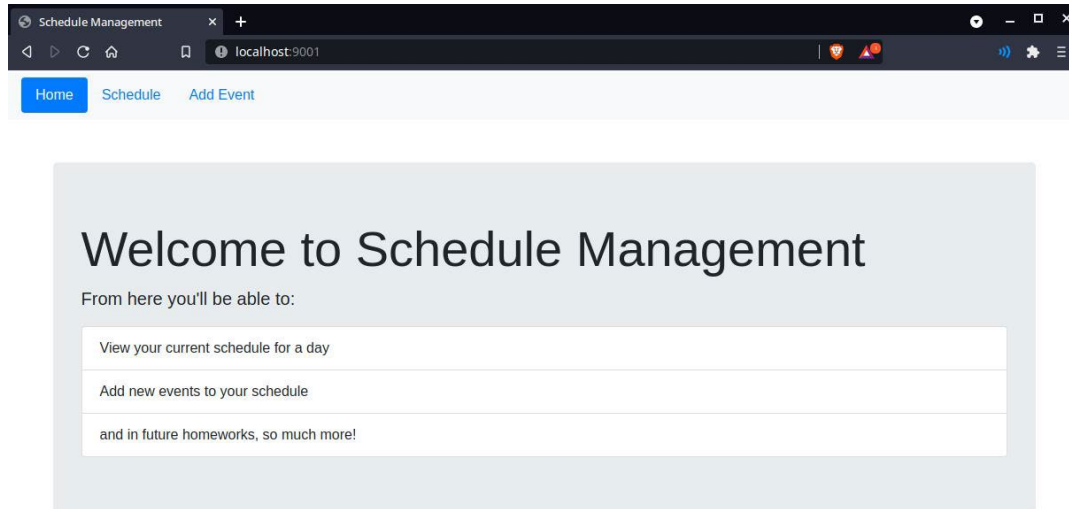 Schedule Management
localhost:9001
Home Schedule Add Event
Welcome to Schedule Management
From here you'll be able to:
View your current schedule for a day
Add new events to your schedule
and in future homeworks, so much more!